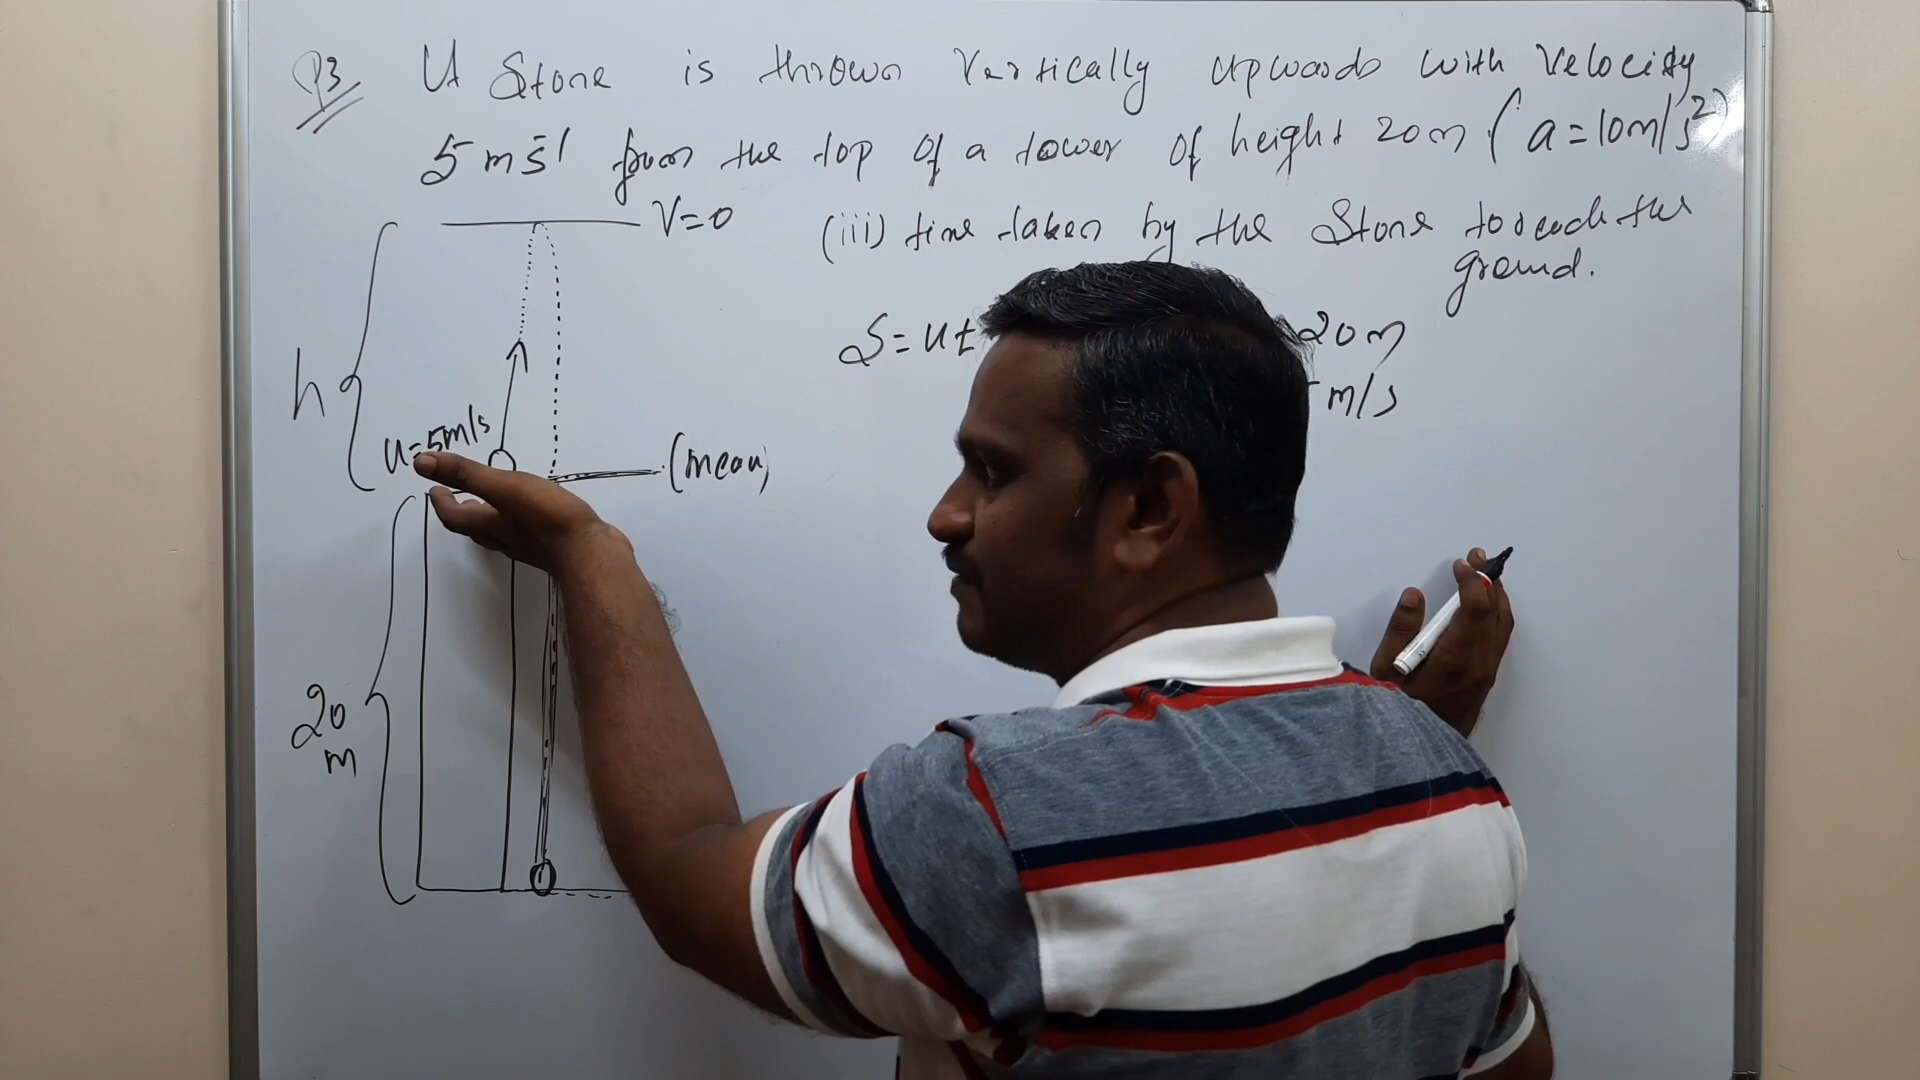 Q3 A Stone is thrown Vertically upwards with Velocity
5 ms-1 from the top of a tower of height 20m (a=10m/s2)
(iii) time taken by the Stone to reach the
ground.
V=0
h
u=5m/s
(mean)
20
m
S=ut
20m
m/s